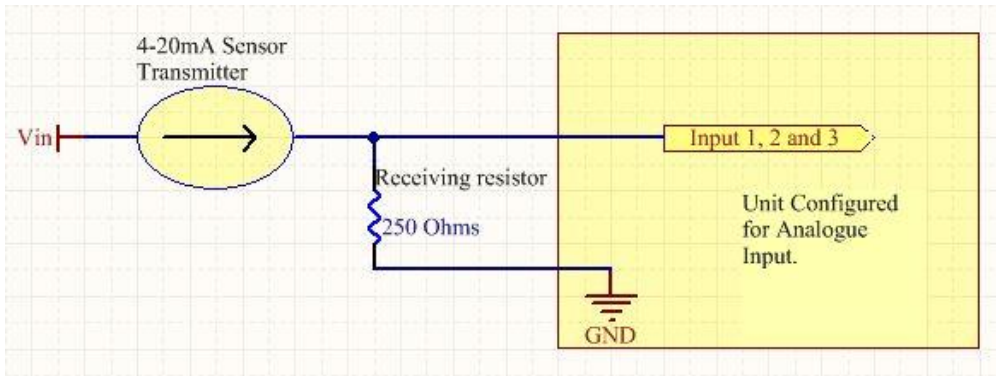 4-20mA Sensor
Transmitter
Vin
Input 1, 2 and 3
Receiving resistor
250 Ohms
Unit Configured
for Analogue
Input.
GND